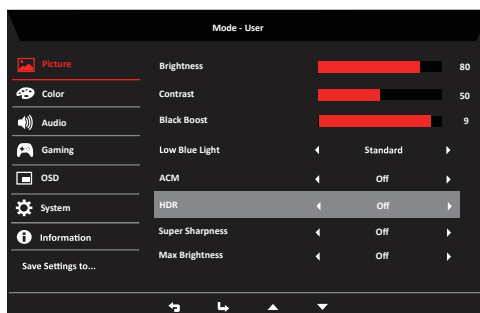 Mode - User
Picture
Color
Audio
Gaming
OSD
System
Information
Save Settings to...
Brightness 80
Contrast 50
Black Boost 9
Low Blue Light Standard
ACM Off
HDR Off
Super Sharpness Off
Max Brightness Off